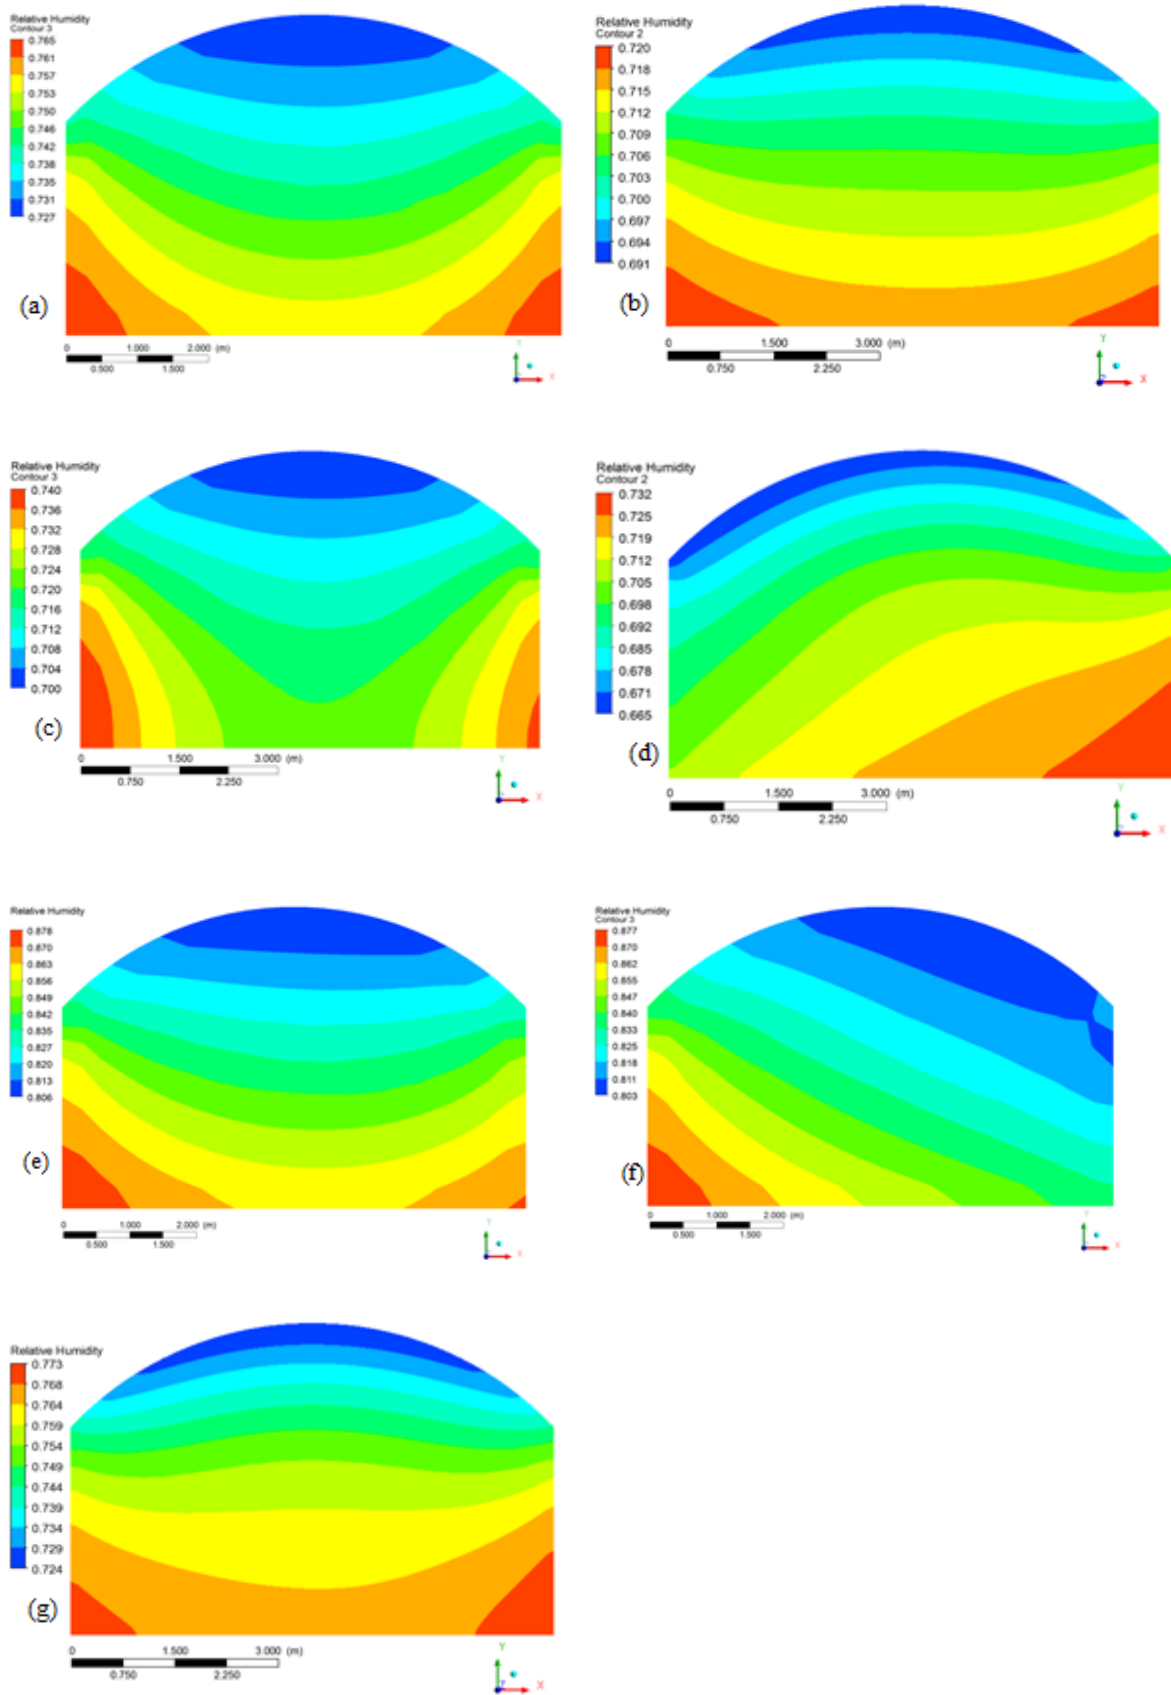 Relative Humidity
Contour 3
0.765
0.761
0.757
0.753
0.750
0.746
0.742
0.738
0.735
0.731
0.727
(a)
0 1.000 2.000 (m)
0.500 1.500
Y
X
Relative Humidity
Contour 2
0.720
0.718
0.715
0.712
0.709
0.706
0.703
0.700
0.697
0.694
0.691
(b)
0 1.500 3.000 (m)
0.750 2.250
Y
X
Relative Humidity
Contour 3
0.740
0.736
0.732
0.728
0.724
0.720
0.716
0.712
0.708
0.704
0.700
(c)
0 1.500 3.000 (m)
0.750 2.250
Y
X
Relative Humidity
Contour 2
0.732
0.725
0.719
0.712
0.705
0.698
0.692
0.685
0.678
0.671
0.665
(d)
0 1.500 3.000 (m)
0.750 2.250
Y
X
Relative Humidity
0.878
0.870
0.863
0.856
0.849
0.842
0.835
0.827
0.820
0.813
0.806
(e)
0 1.000 2.000 (m)
0.500 1.500
Y
X
Relative Humidity
Contour 3
0.877
0.870
0.862
0.855
0.847
0.840
0.833
0.825
0.818
0.811
0.803
(f)
0 1.000 2.000 (m)
0.500 1.500
Y
X
Relative Humidity
0.773
0.768
0.764
0.759
0.754
0.749
0.744
0.739
0.734
0.729
0.724
(g)
0 1.500 3.000 (m)
0.750 2.250
Y
X